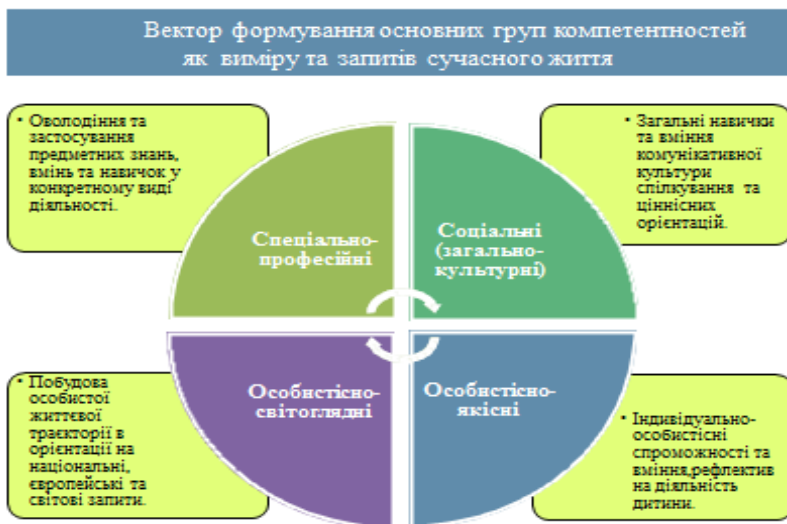 Вектор формування основних груп компетентностей
як виміру та запитів сучасного життя
• Оволодіння та
застосування
предметних знань,
вмінь та навичок у
конкретному виді
діяльності.
• Загальні навички
та вміння
комунікативної
культури
спілкування та
ціннісних
орієнтацій.
Спеціально-
професійні
Соціальні
(загально-
культурні)
Особистісно-
світоглядні
Особистісно-
якісні
• Побудова
особистої
життєвої
траєкторії в
орієнтації на
національні,
європейські та
світові запити.
• Індивідуально-
особистісні
спроможності та
вміння,рефлектив
на діяльність
дитини.